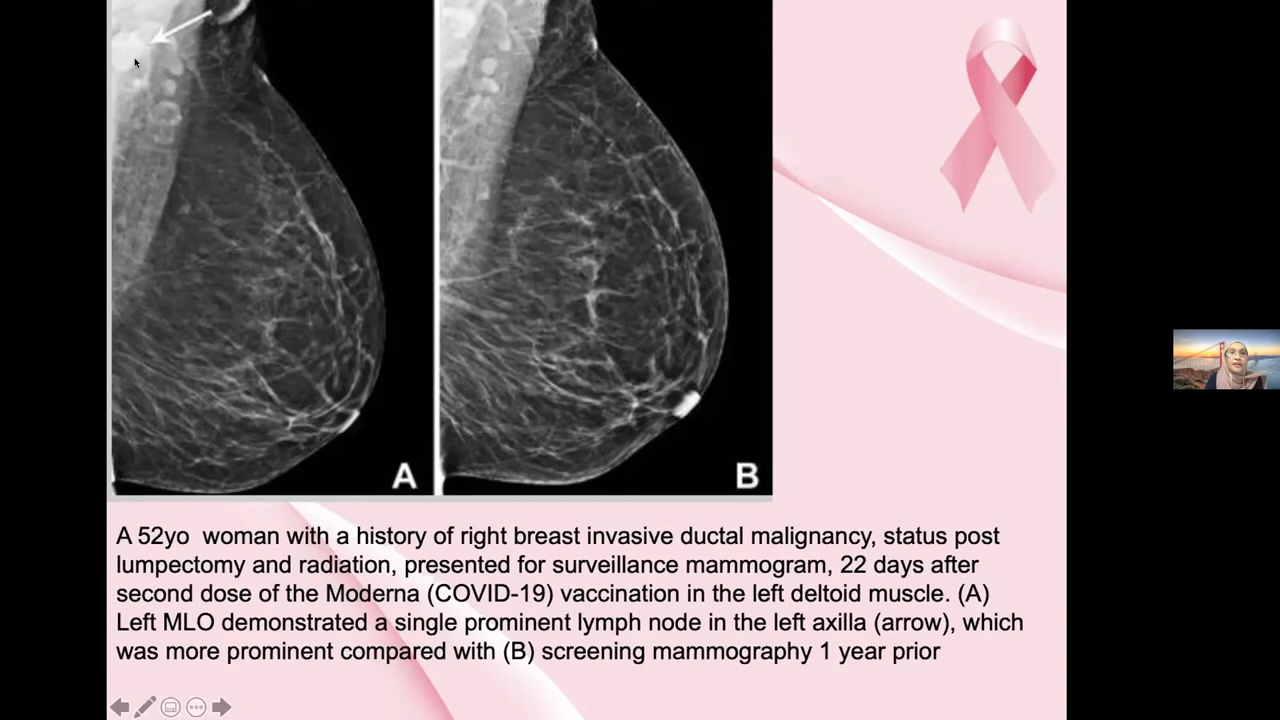 A
B
A 52yo woman with a history of right breast invasive ductal malignancy, status post
lumpectomy and radiation, presented for surveillance mammogram, 22 days after
second dose of the Moderna (COVID-19) vaccination in the left deltoid muscle. (A)
Left MLO demonstrated a single prominent lymph node in the left axilla (arrow), which
was more prominent compared with (B) screening mammography 1 year prior